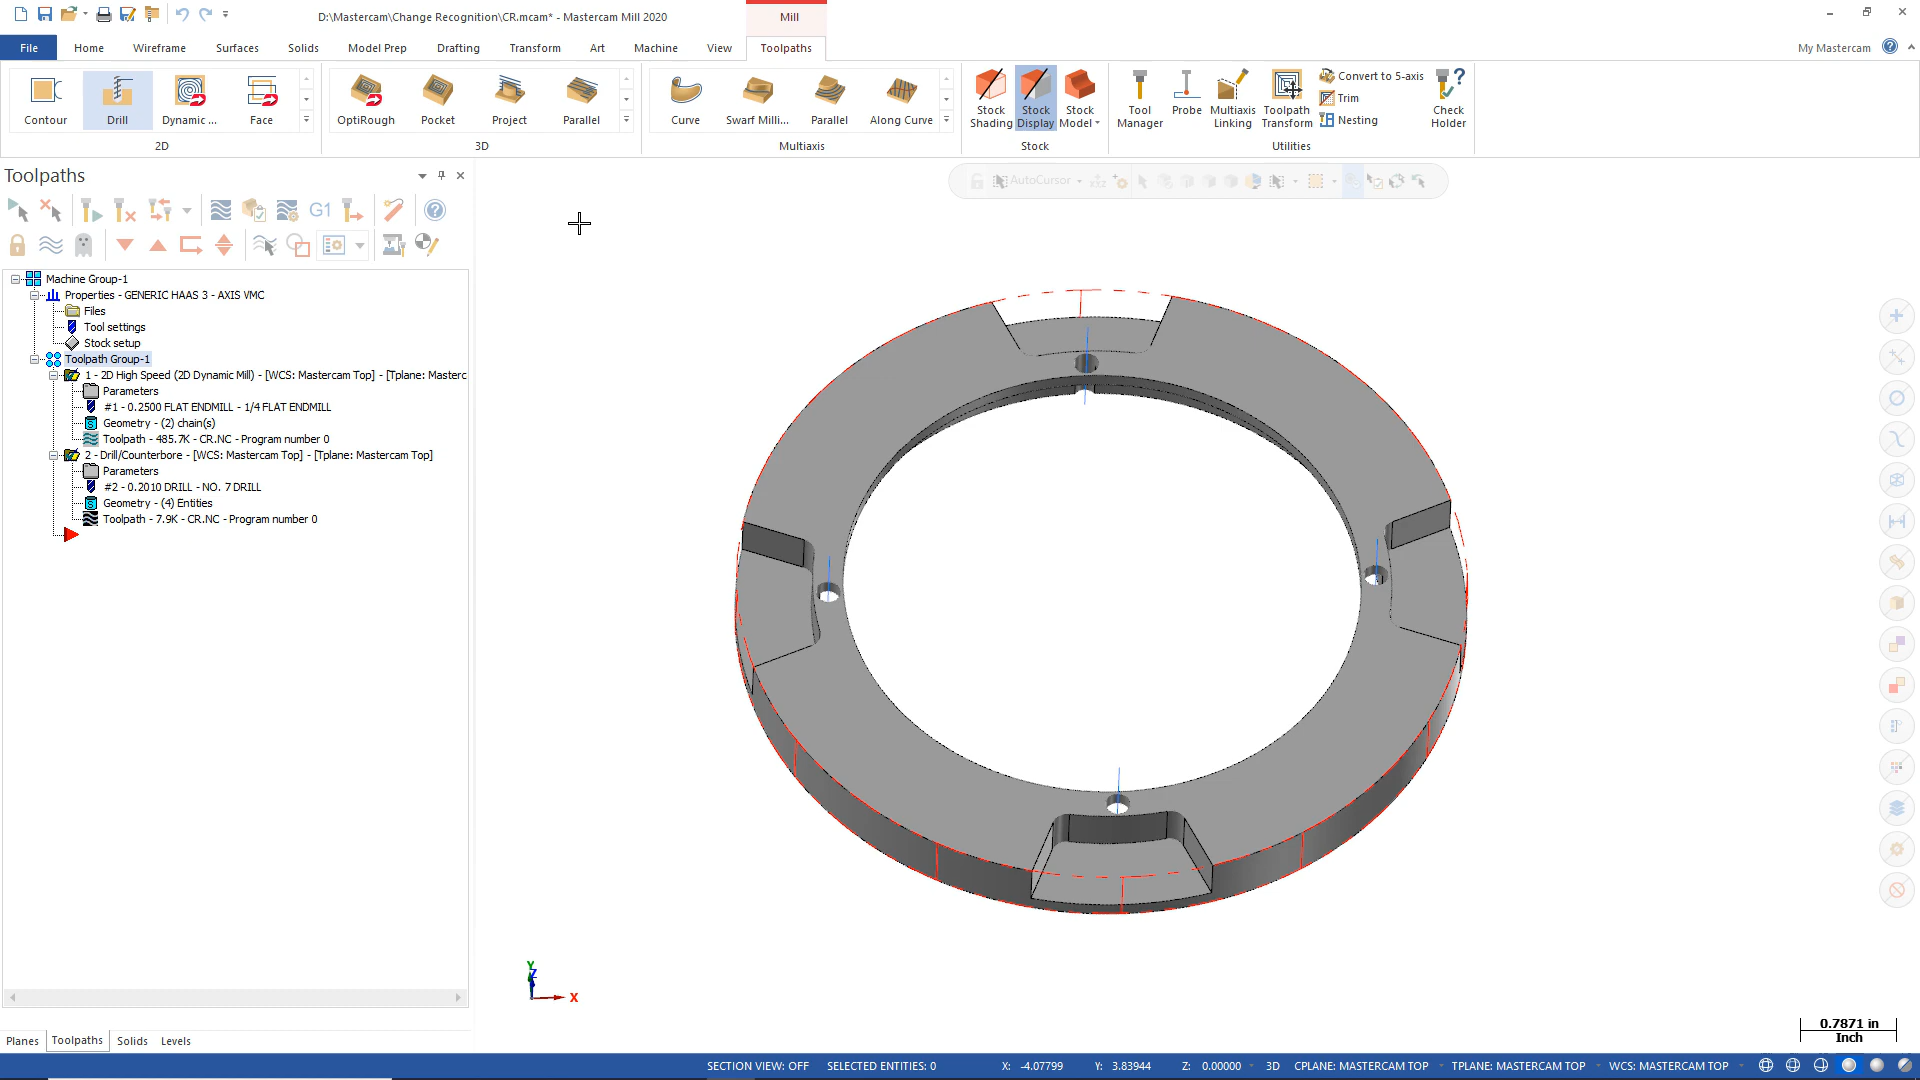 D:\Mastercam\Change Recognition\CR.mcam* - Mastercam Mill 2020
Mill
File
Home
Wireframe
Surfaces
Solids
Model Prep
Drafting
Transform
Art
Machine
View
Toolpaths
My Mastercam
Contour
Drill
Dynamic ...
Face
2D
OptiRough
Pocket
Project
Parallel
3D
Curve
Swarf Milli...
Parallel
Along Curve
Multiaxis
Stock Shading
Stock Display
Stock Model
Stock
Tool Manager
Probe
Multiaxis Linking
Toolpath Transform
Convert to 5-axis
Trim
Nesting
Check Holder
Utilities
Toolpaths
G1
AutoCursor
Machine Group-1
Properties - GENERIC HAAS 3 - AXIS VMC
Files
Tool settings
Stock setup
Toolpath Group-1
1 - 2D High Speed (2D Dynamic Mill) - [WCS: Mastercam Top] - [Tplane: Masterc
Parameters
#1 - 0.2500 FLAT ENDMILL - 1/4 FLAT ENDMILL
Geometry - (2) chain(s)
Toolpath - 485.7K - CR.NC - Program number 0
2 - Drill/Counterbore - [WCS: Mastercam Top] - [Tplane: Mastercam Top]
Parameters
#2 - 0.2010 DRILL - NO. 7 DRILL
Geometry - (4) Entities
Toolpath - 7.9K - CR.NC - Program number 0
Y
Z
X
0.7871 in
Inch
Planes
Toolpaths
Solids
Levels
SECTION VIEW: OFF
SELECTED ENTITIES: 0
X: -4.07799
Y: 3.83944
Z: 0.00000
3D
CPLANE: MASTERCAM TOP
TPLANE: MASTERCAM TOP
WCS: MASTERCAM TOP